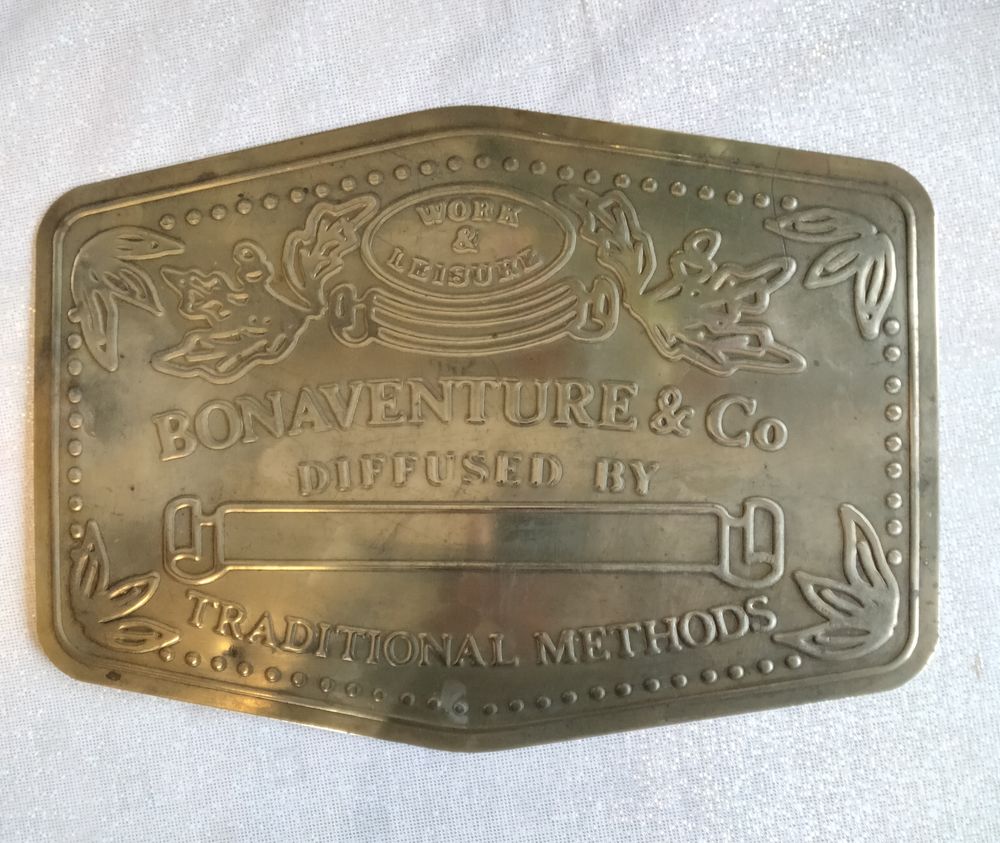 WORK
&
LEISURE
BONAVENTURE & Co
DIFFUSED BY
TRADITIONAL METHODS